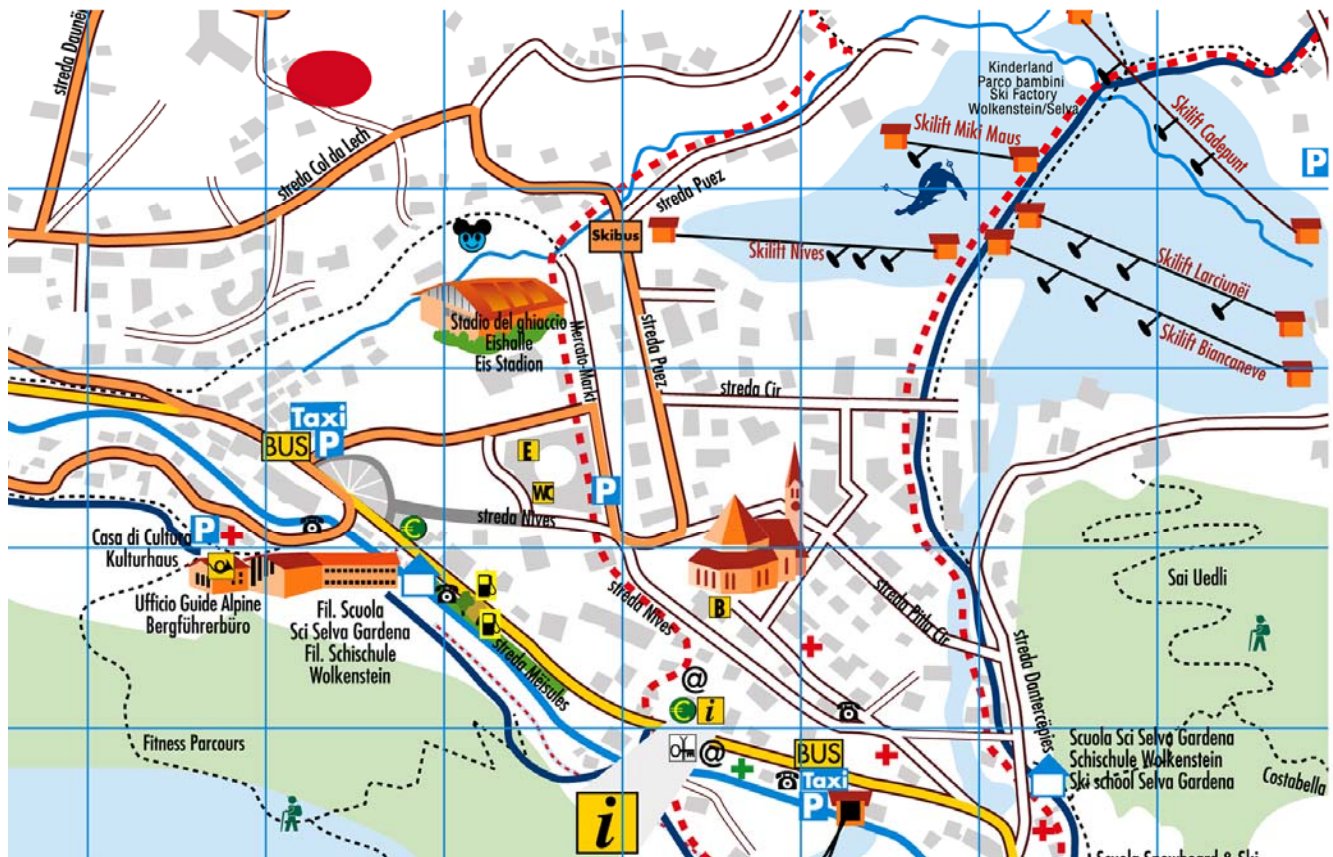 streda Daunëi
streda Col da Lech
Kinderland
Parco bambini
Ski Factory
Wolkenstein/Selva
Skilift Miki Maus
Skilift Cadepunt
P
streda Puez
Skibus
Skilift Nives
Skilift Larciunëi
Skilift Biancaneve
Stadio del ghiaccio
Eishalle
Eis Stadion
Mercato-Markt
streda Puez
streda Cir
Taxi
P
BUS
E
WC
P
streda Nives
€
P
Casa di Cultura
Kulturhaus
Ufficio Guide Alpine
Bergführerbüro
Fil. Scuola
Sci Selva Gardena
Fil. Schischule
Wolkenstein
streda Mëisules
streda Nives
B
streda Pitla Cir
streda Dantercëpies
Sai Uedli
@
€
i
@
BUS
Taxi
P
i
Fitness Parcours
Scuola Sci Selva Gardena
Schischule Wolkenstein
Ski school Selva Gardena
Costabella
Scuola Snowboard & Ski